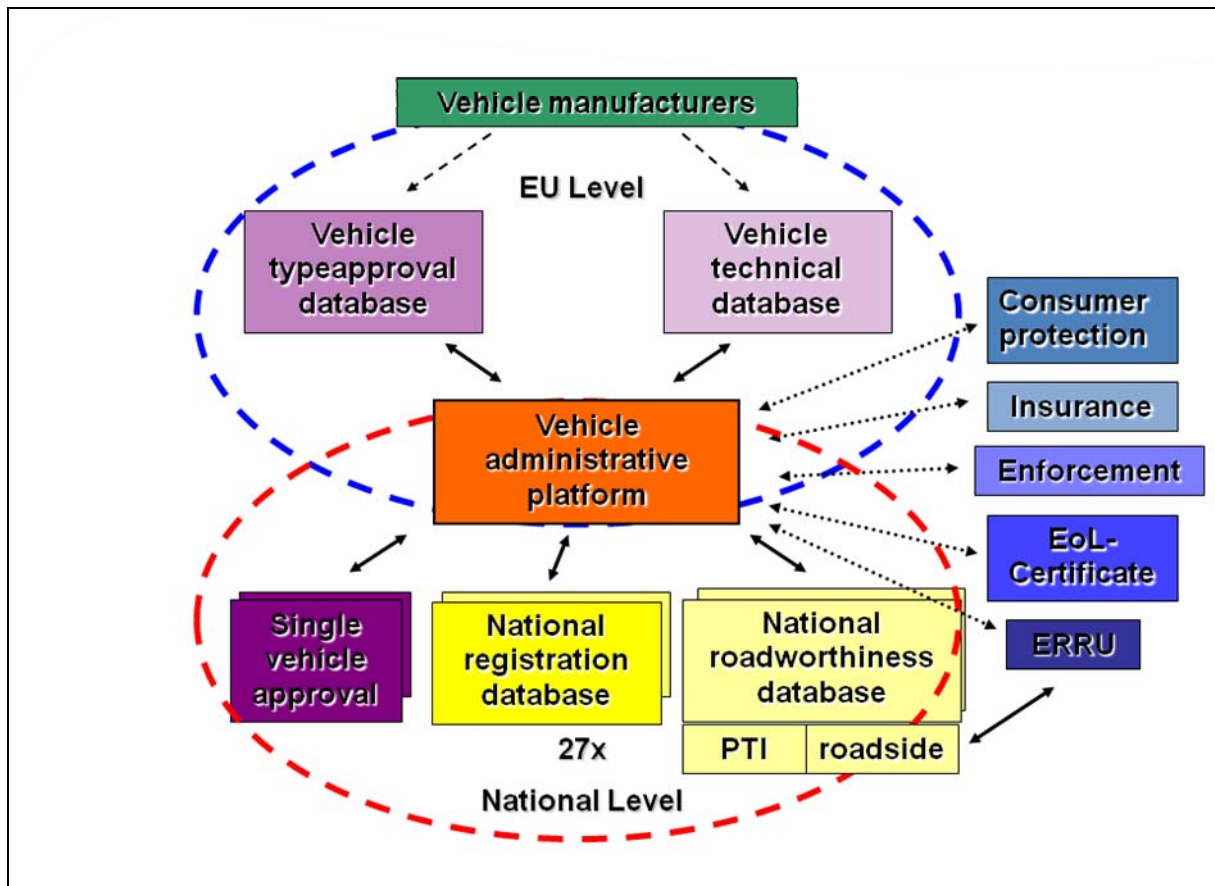 Vehicle manufacturers
EU Level
Vehicle
typeapproval
database
Vehicle
technical
database
Consumer
protection
Insurance
Enforcement
EoL-
Certificate
ERRU
Vehicle
administrative
platform
Single
vehicle
approval
National
registration
database
National
roadworthiness
database
27x
PTI
roadside
National Level